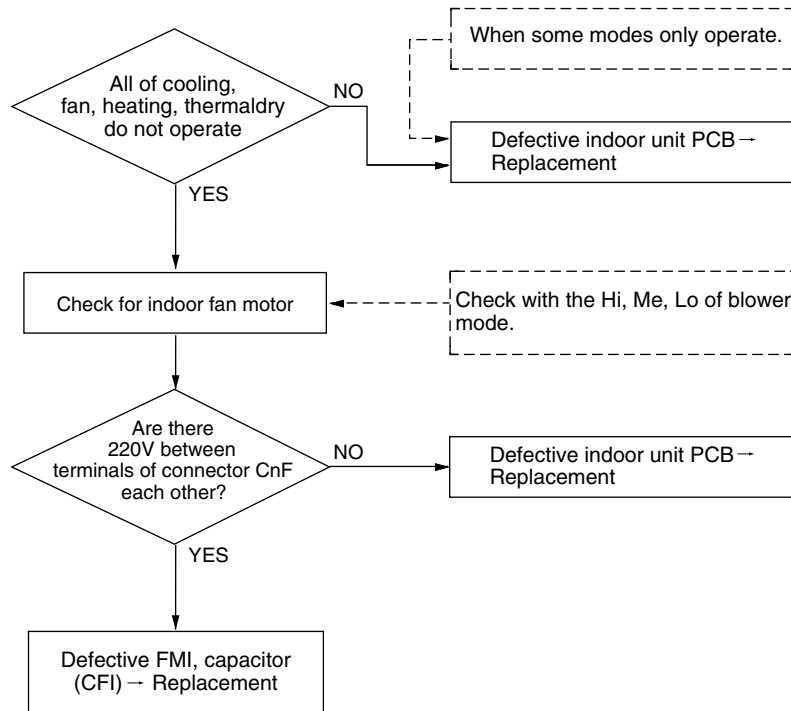 When some modes only operate.
All of cooling,
fan, heating, thermaldry
do not operate
NO
Defective indoor unit PCB→
Replacement
YES
Check for indoor fan motor
Check with the Hi, Me, Lo of blower
mode.
Are there
220V between
terminals of connector CnF
each other?
NO
Defective indoor unit PCB→
Replacement
YES
Defective FMI, capacitor
(CFI) → Replacement